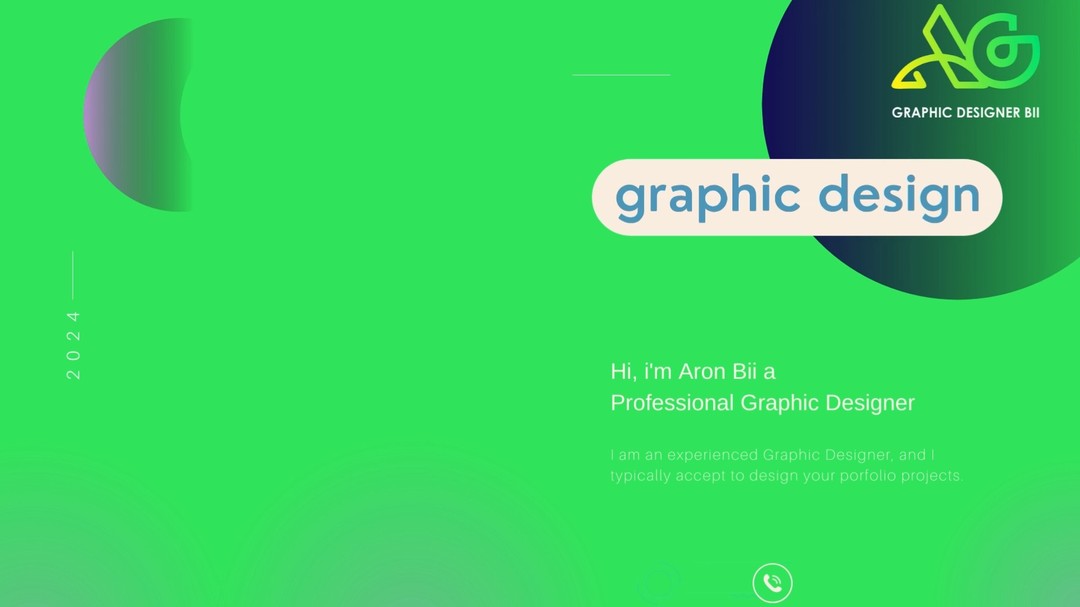 GRAPHIC DESIGNER BII
graphic design
2024
Hi, i'm Aron Bii a
Professional Graphic Designer
I am an experienced Graphic Designer, and I
typically accept to design your porfolio projects.